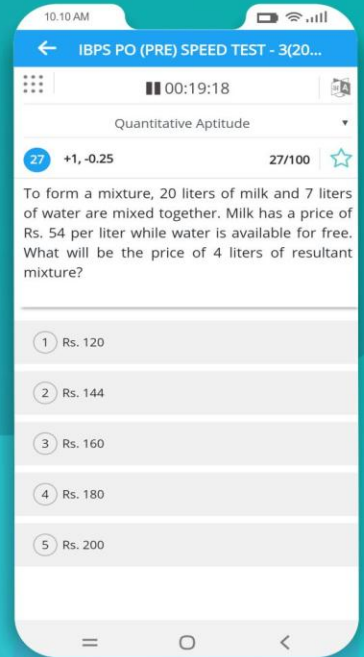 10.10 AM
IBPS PO (PRE) SPEED TEST - 3(20...
00:19:18
Quantitative Aptitude
27 +1, -0.25 27/100
To form a mixture, 20 liters of milk and 7 liters
of water are mixed together. Milk has a price of
Rs. 54 per liter while water is available for free.
What will be the price of 4 liters of resultant
mixture?
1 Rs. 120
2 Rs. 144
3 Rs. 160
4 Rs. 180
5 Rs. 200